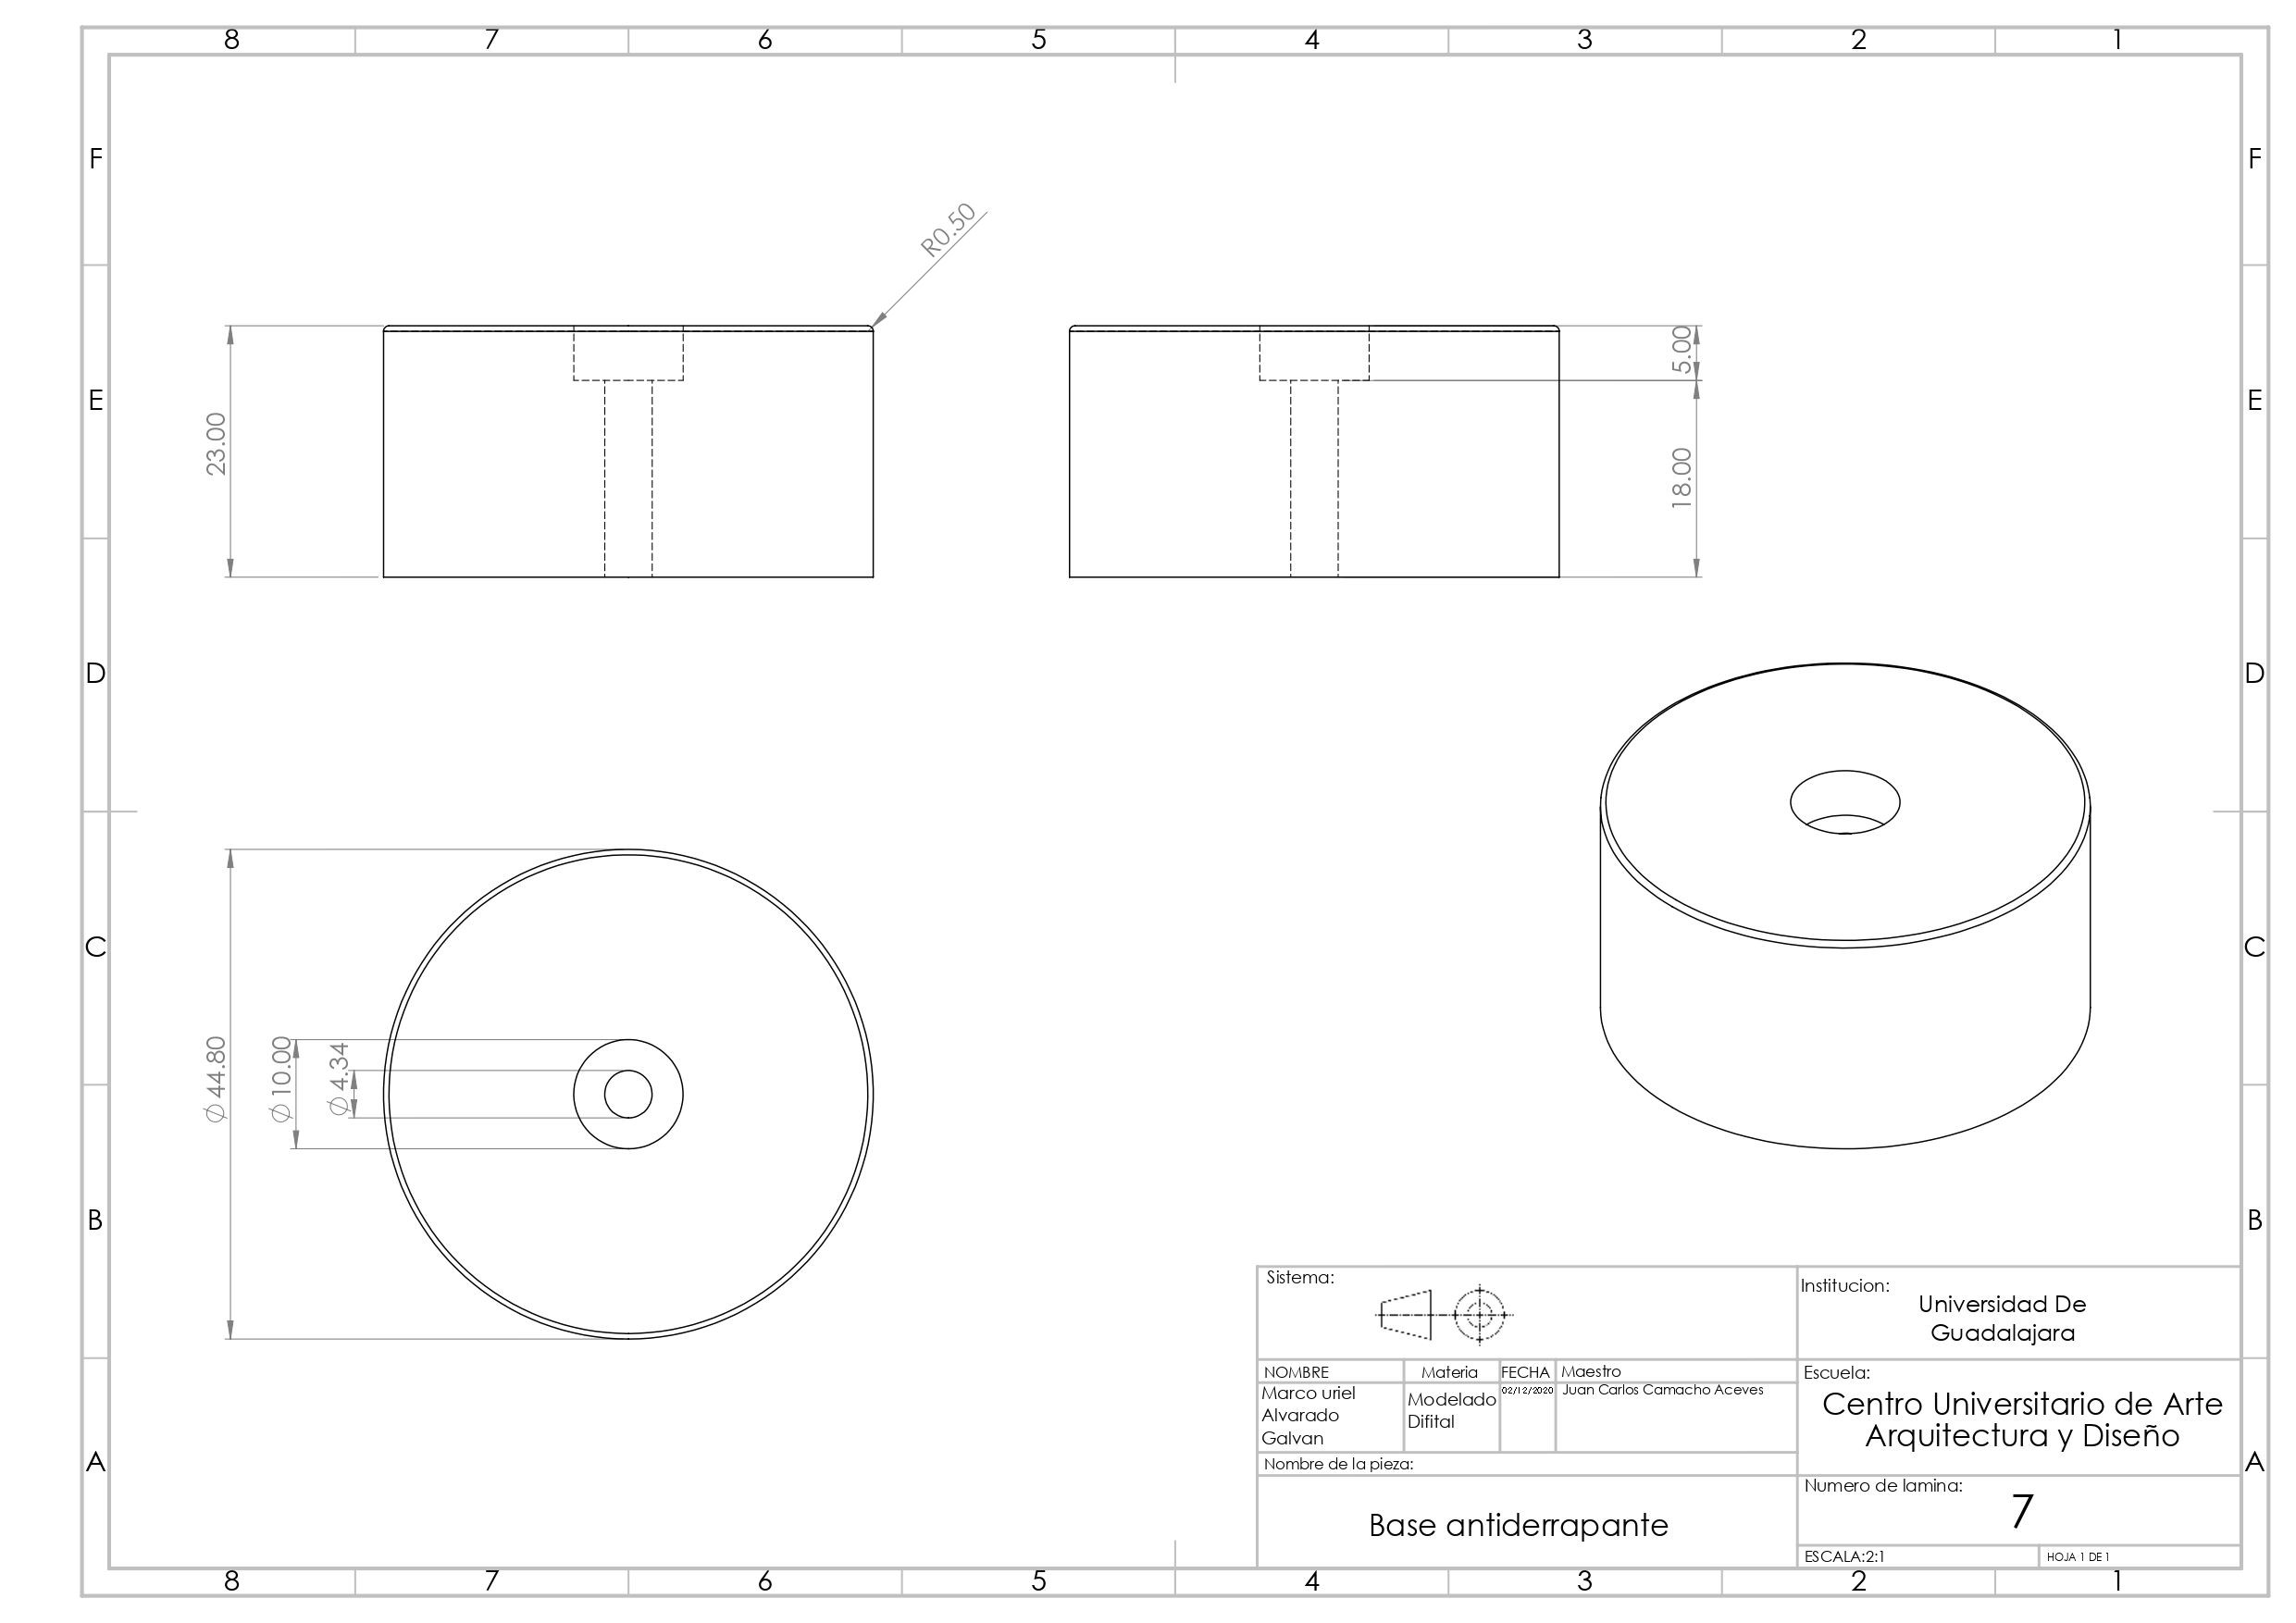 8 7 6 5 4 3 2 1
F F
R0.50
E E
23.00
5.00
18.00
D D
C C
Ø 44.80
Ø 10.00
Ø 4.34
B B
Sistema:
Institucion:
Universidad De
Guadalajara
NOMBRE Materia FECHA Maestro
Marco uriel
Alvarado
Galvan
Modelado
Difital
02/12/2020
Juan Carlos Camacho Aceves
Escuela:
Centro Universitario de Arte
Arquitectura y Diseño
A A
Nombre de la pieza:
Base antiderrapante
Numero de lamina:
7
ESCALA:2:1
HOJA 1 DE 1
8 7 6 5 4 3 2 1